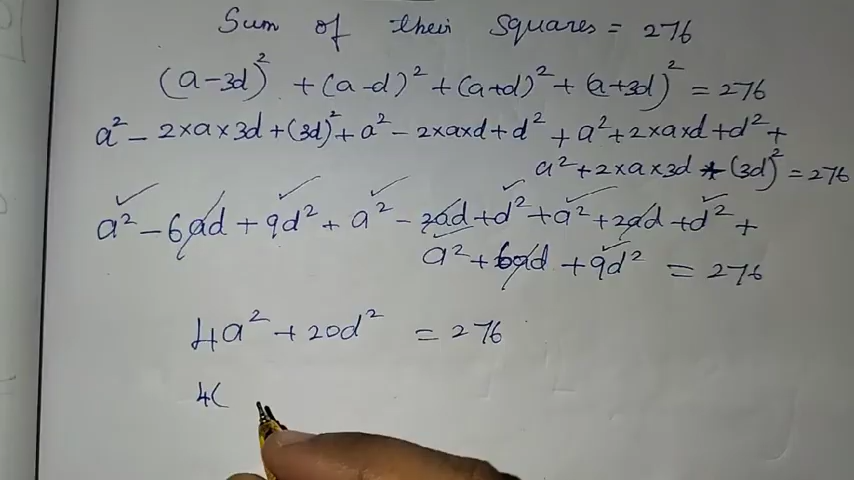 Sum of their squares = 276
(a-3d)² + (a-d)² + (a+d)² + (a+3d)² = 276
a² - 2×a×3d + (3d)² + a² - 2×a×d + d² + a² + 2×a×d + d² +
a² + 2×a×3d + (3d)² = 276
a² - 6ad + 9d² + a² - 2ad + d² + a² + 2ad + d² +
a² + 6ad + 9d² = 276
4a² + 20d² = 276
4(